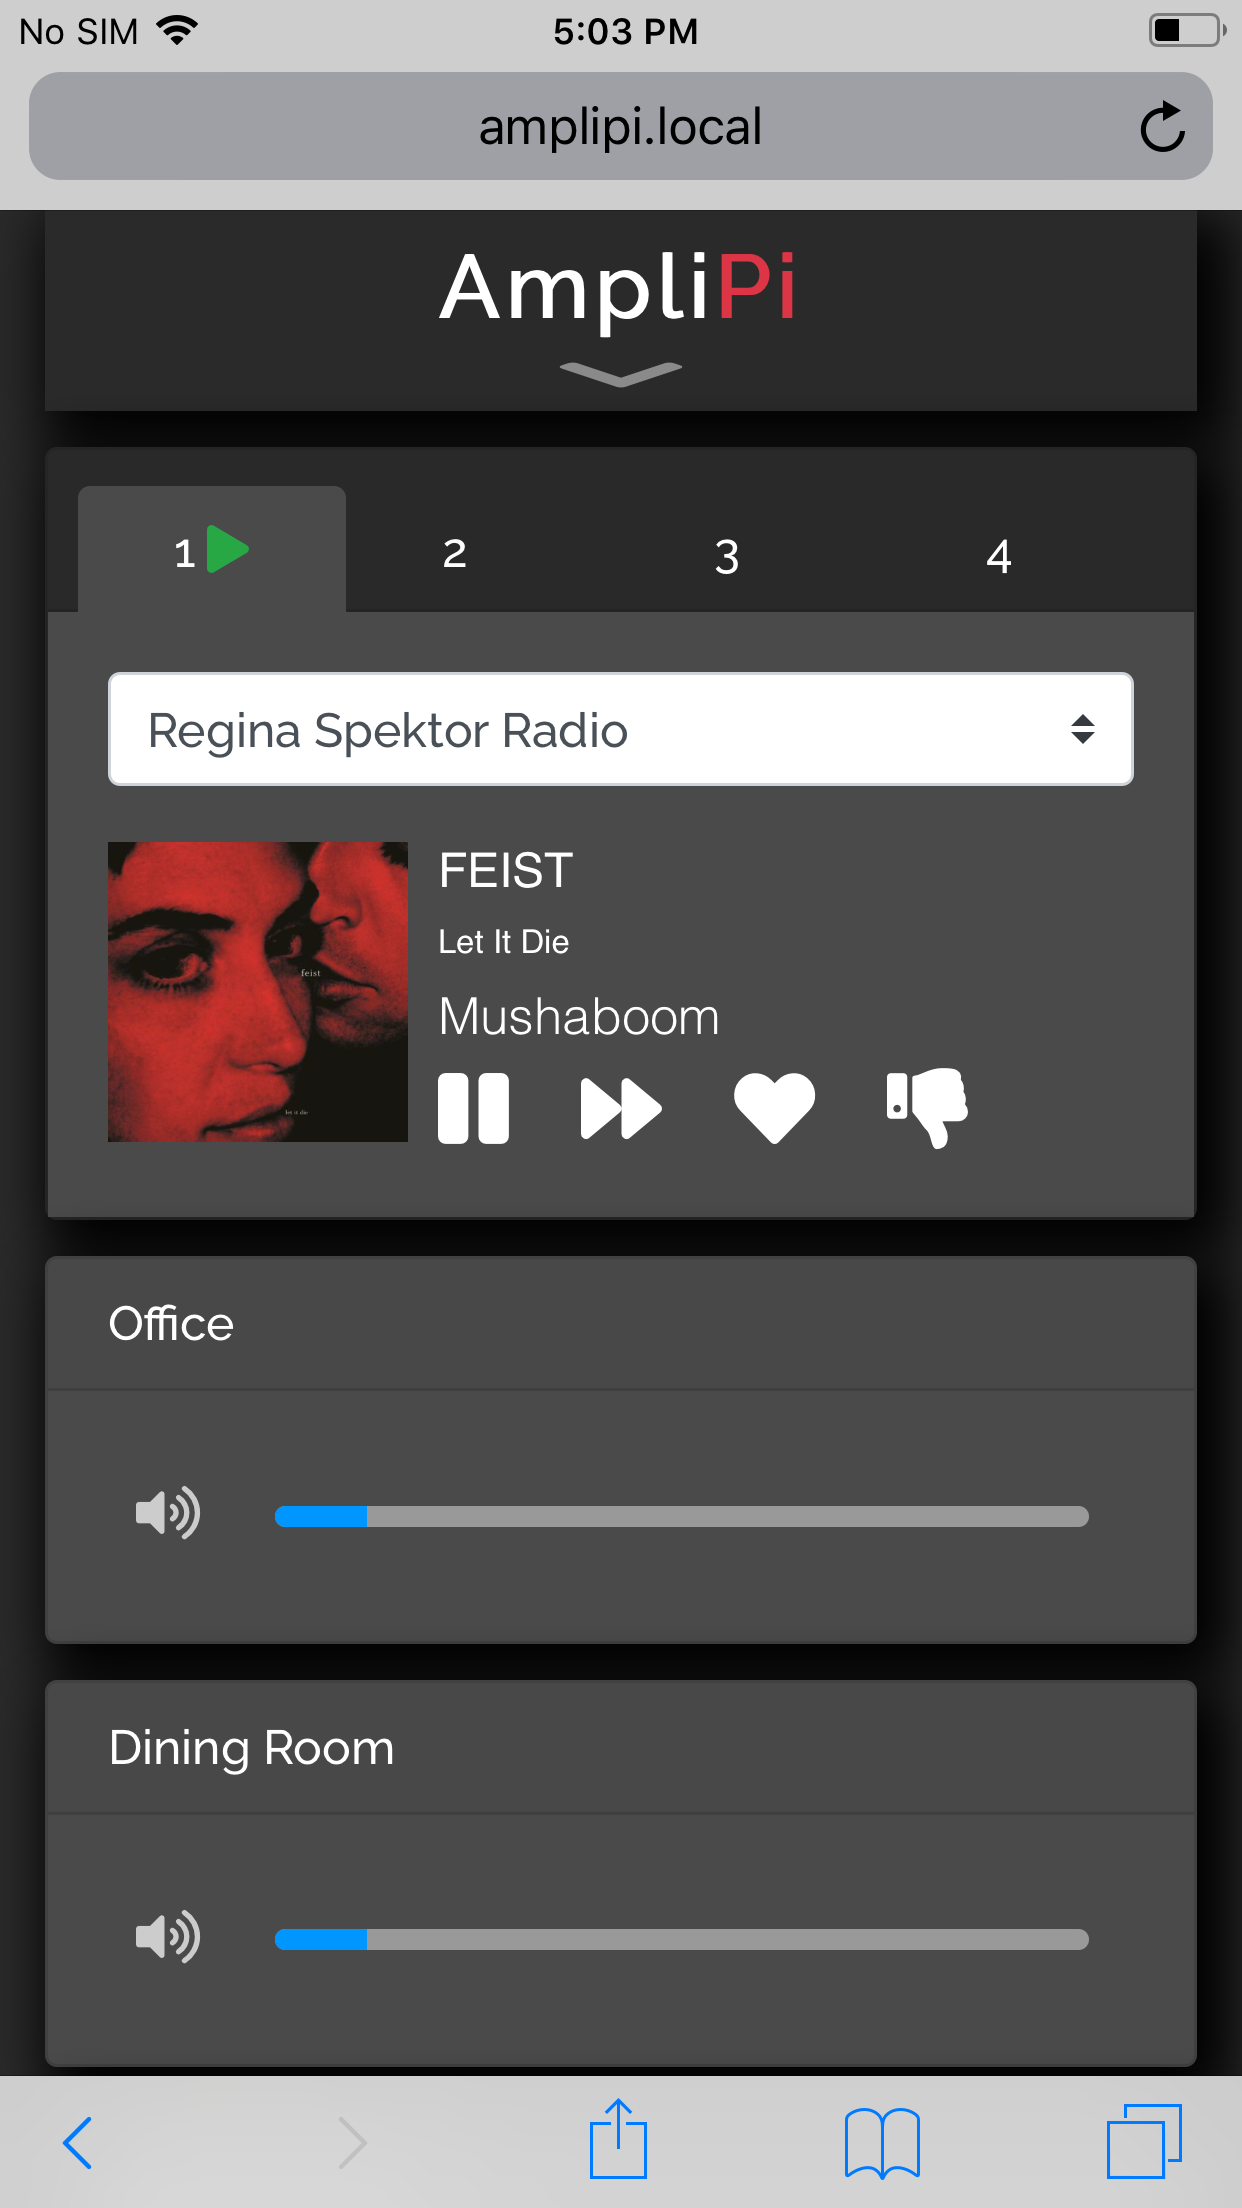 No SIM 5:03 PM
amplipi.local
AmpliPi
1 2 3 4
Regina Spektor Radio
FEIST
Let It Die
Mushaboom
feist
let it die
Office
Dining Room